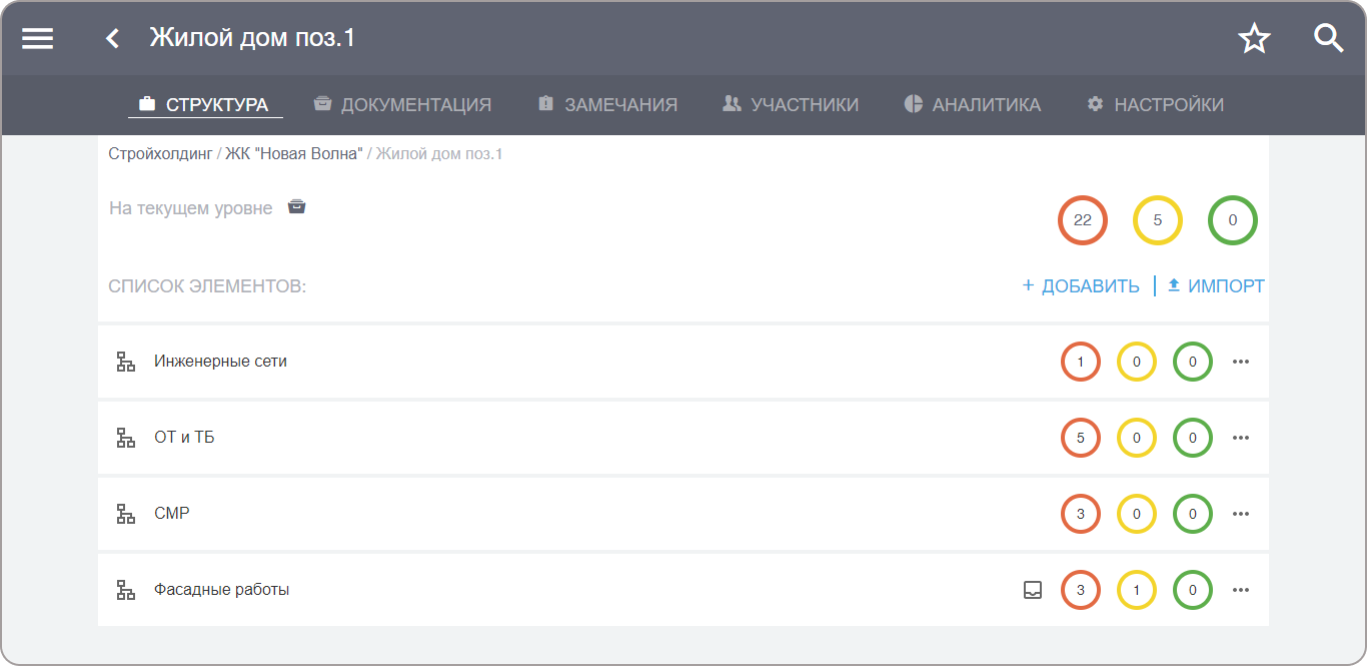 Жилой дом поз.1
СТРУКТУРА ДОКУМЕНТАЦИЯ ЗАМЕЧАНИЯ УЧАСТНИКИ АНАЛИТИКА НАСТРОЙКИ
Стройхолдинг / ЖК "Новая Волна" / Жилой дом поз.1
На текущем уровне 22 5 0
СПИСОК ЭЛЕМЕНТОВ: + ДОБАВИТЬ | ИМПОРТ
Инженерные сети 1 0 0
ОТ и ТБ 5 0 0
СМР 3 0 0
Фасадные работы 3 1 0